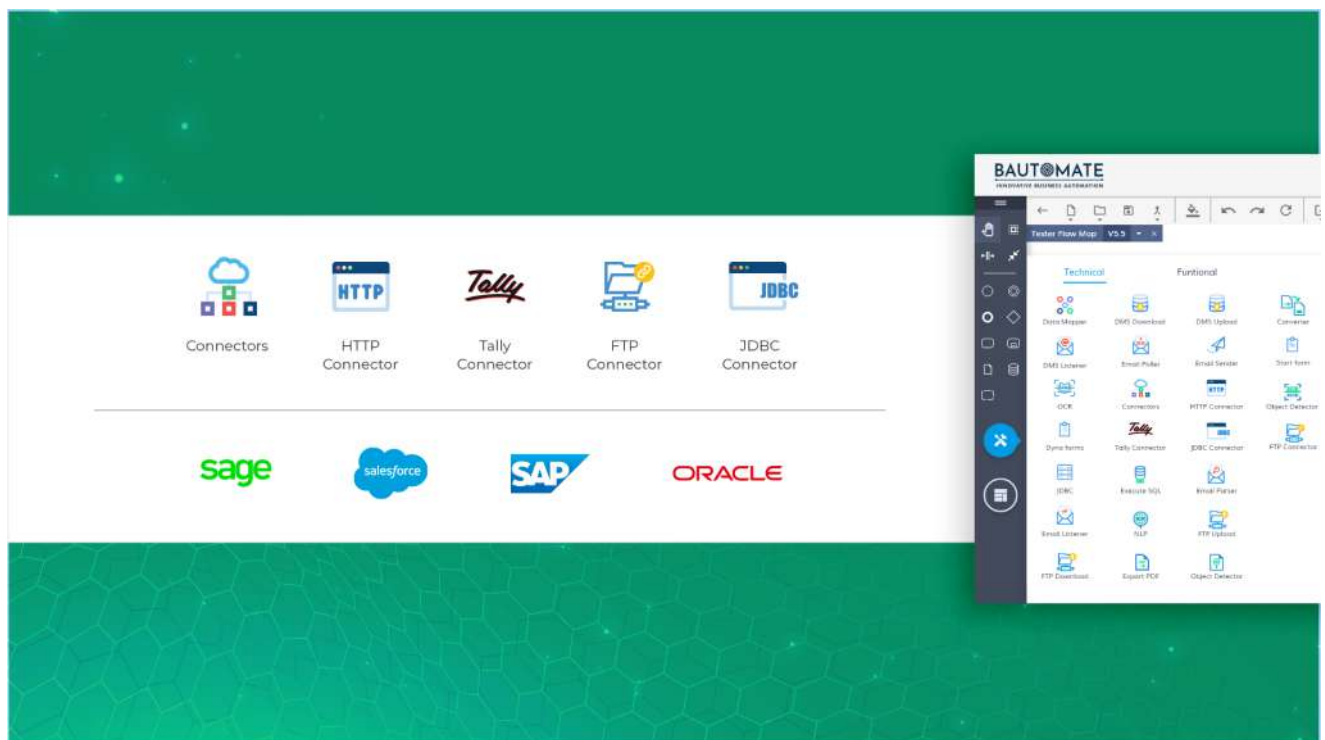 HTTP
Tally
JDBC
Connectors
HTTP
Connector
Tally
Connector
FTP
Connector
JDBC
Connector
sage
salesforce
SAP
ORACLE
BAUTOMATE
INNOVATIVE BUSINESS AUTOMATION
Tester Flow Map V5.5
Technical
Funtional
Data Mapper
DMS Download
DMS Upload
Converter
DMS Listener
Email Poller
Email Sender
Start form
OCR
Connectors
HTTP
HTTP Connector
Object Detector
Dyna forms
Tally
Tally Connector
JDBC Connector
FTP Connector
JDBC
Execute SQL
Email Parser
Email Listener
NLP
FTP Upload
FTP Download
Export PDF
Object Detector